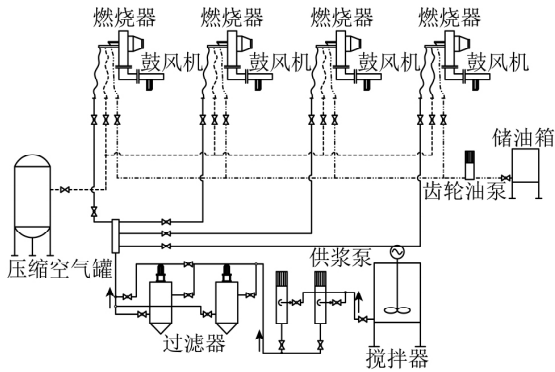 燃烧器 燃烧器 燃烧器 燃烧器
鼓风机 鼓风机 鼓风机 鼓风机
储油箱
齿轮油泵
压缩空气罐
供浆泵
过滤器
搅拌器